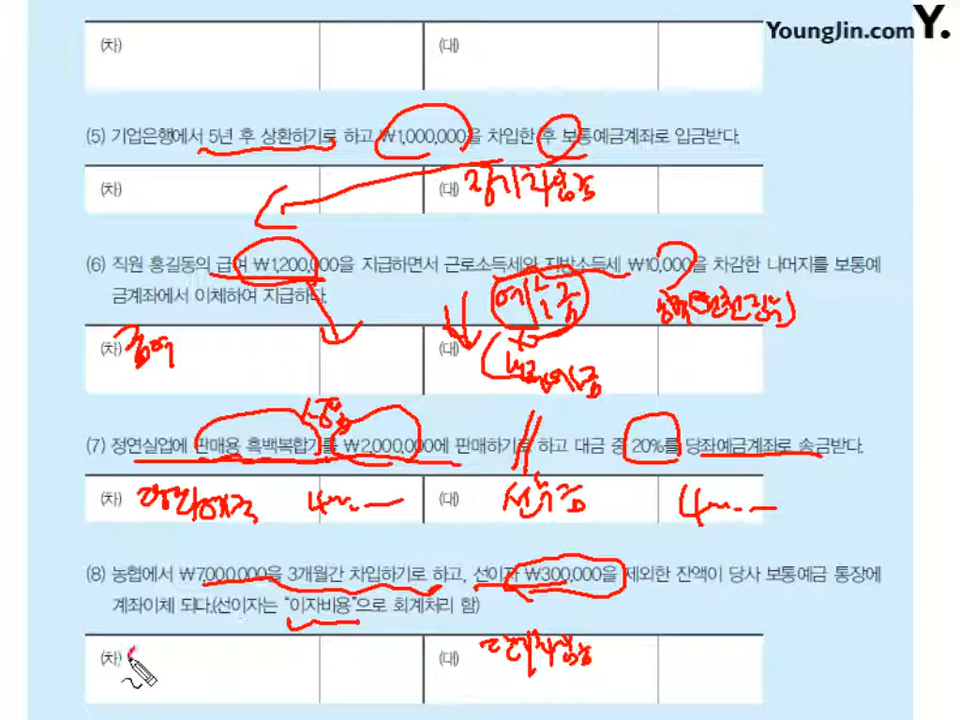 YoungJin.com Y.
(차) (대)
(5) 기업은행에서 5년 후 상환하기로 하고 ₩1,000,000을 차입한 후 보통예금계좌로 입금받다.
(차) (대) 장기차입금
(6) 직원 홍길동의 급여 ₩1,200,000을 지급하면서 근로소득세와 지방소득세 ₩10,000을 차감한 나머지를 보통예
금계좌에서 이체하여 지급하다.
예수금
(차) 급여 (대)
보통예금
상품
(7) 정연실업에 판매용 흑백복합기를 ₩2,000,000에 판매하기로 하고 대금 중 20%를 당좌예금계좌로 송금받다.
(차) 당좌예금 (대) 선수금
(8) 농협에서 ₩7,000,000을 3개월간 차입하기로 하고, 선이자 ₩300,000을 제외한 잔액이 당사 보통예금 통장에
계좌이체 되다.(선이자는 “이자비용”으로 회계처리 함)
(차) (대) 단기차입금